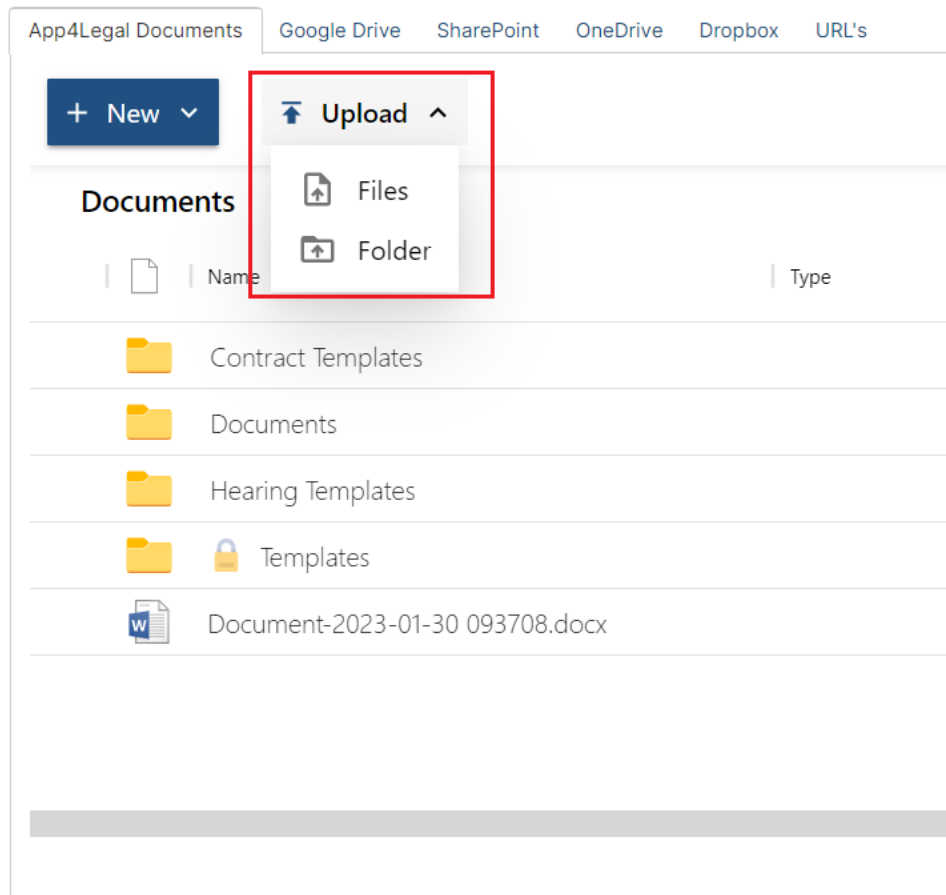 App4Legal Documents Google Drive SharePoint OneDrive Dropbox URL's
+ New Upload
Files
Documents
Folder
Name Type
Contract Templates
Documents
Hearing Templates
Templates
W Document-2023-01-30 093708.docx